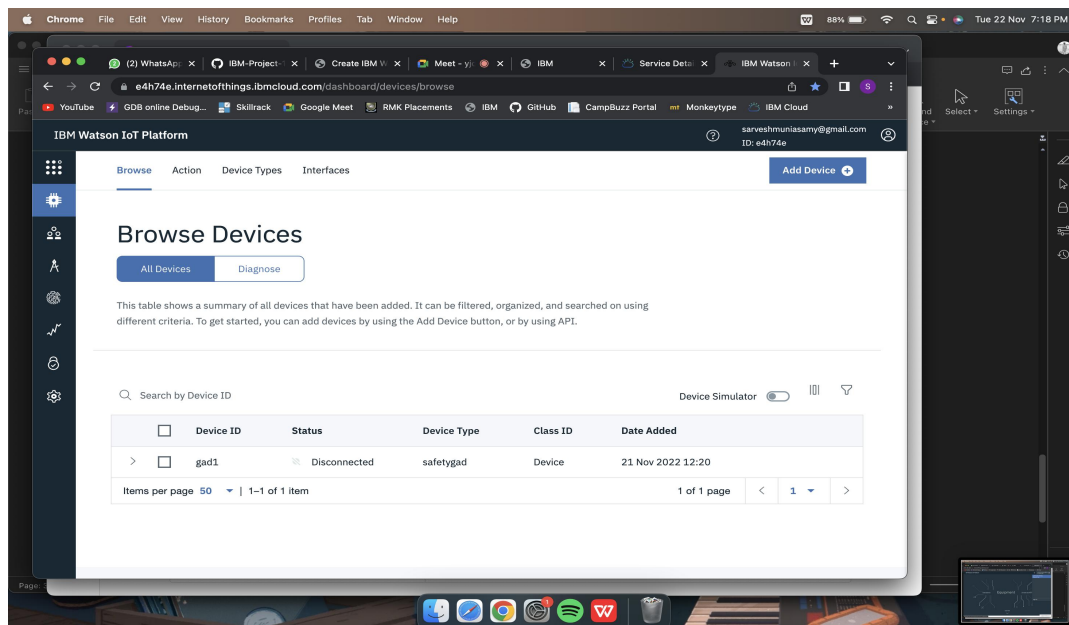 Chrome File Edit View History Bookmarks Profiles Tab Window Help 88% Tue 22 Nov 7:18 PM
(2) WhatsApp IBM-Project-1 Create IBM W Meet - yj IBM Service Detai IBM Watson
e4h74e.internetofthings.ibmcloud.com/dashboard/devices/browse S
YouTube GDB online Debug... Skillrack Google Meet RMK Placements IBM GitHub CampBuzz Portal mt Monkeytype IBM Cloud »
Select Settings
IBM Watson IoT Platform
sarveshmuniasamy@gmail.com
ID: e4h74e
Browse Action Device Types Interfaces Add Device
Browse Devices
All Devices Diagnose
This table shows a summary of all devices that have been added. It can be filtered, organized, and searched on using
different criteria. To get started, you can add devices by using the Add Device button, or by using API.
Search by Device ID Device Simulator
Device ID Status Device Type Class ID Date Added
gad1 Disconnected safetygad Device 21 Nov 2022 12:20
Items per page 50 | 1–1 of 1 item 1 of 1 page < 1 >
Page: